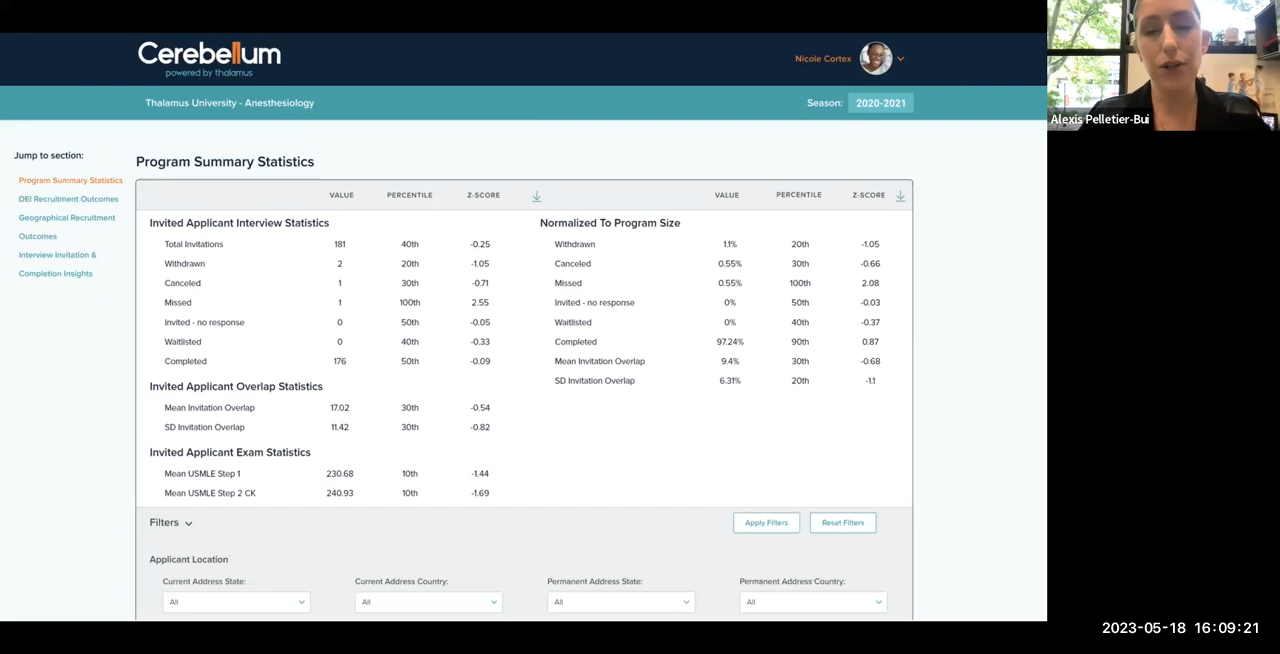 Cerebellum
powered by thalamus
Nicole Cortex
Thalamus University - Anesthesiology
Season: 2020-2021
Alexis Pelletier-Bui
Jump to section:
Program Summary Statistics
DEI Recruitment Outcomes
Geographical Recruitment
Outcomes
Interview Invitation &
Completion Insights
Program Summary Statistics
VALUE PERCENTILE Z-SCORE
Invited Applicant Interview Statistics
Total Invitations 181 40th -0.25
Withdrawn 2 20th -1.05
Canceled 1 30th -0.71
Missed 1 100th 2.55
Invited - no response 0 50th -0.05
Waitlisted 0 40th -0.33
Completed 176 50th -0.09
Invited Applicant Overlap Statistics
Mean Invitation Overlap 17.02 30th -0.54
SD Invitation Overlap 11.42 30th -0.82
Invited Applicant Exam Statistics
Mean USMLE Step 1 230.68 10th -1.44
Mean USMLE Step 2 CK 240.93 10th -1.69
VALUE PERCENTILE Z-SCORE
Normalized To Program Size
Withdrawn 1.1% 20th -1.05
Canceled 0.55% 30th -0.66
Missed 0.55% 100th 2.08
Invited - no response 0% 50th -0.03
Waitlisted 0% 40th -0.37
Completed 97.24% 90th 0.87
Mean Invitation Overlap 9.4% 30th -0.68
SD Invitation Overlap 6.31% 20th -1.1
Filters
Apply Filters Reset Filters
Applicant Location
Current Address State: Current Address Country: Permanent Address State: Permanent Address Country:
All All All All
2023-05-18 16:09:21